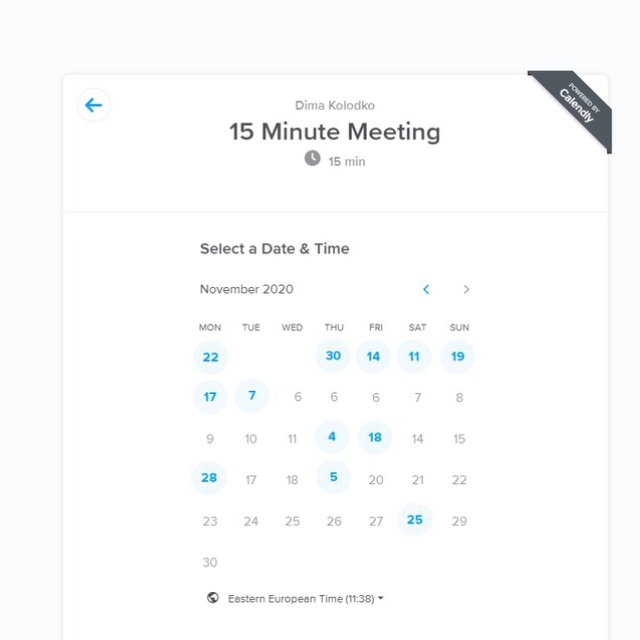 POWERED BY
Calendly
Dima Kolodko
15 Minute Meeting
15 min
Select a Date & Time
November 2020
MON TUE WED THU FRI SAT SUN
22 30 14 11 19
17 7 6 6 6 7 8
9 10 11 4 18 14 15
28 17 18 5 20 21 22
23 24 25 26 27 25 29
30
Eastern European Time (11:38)